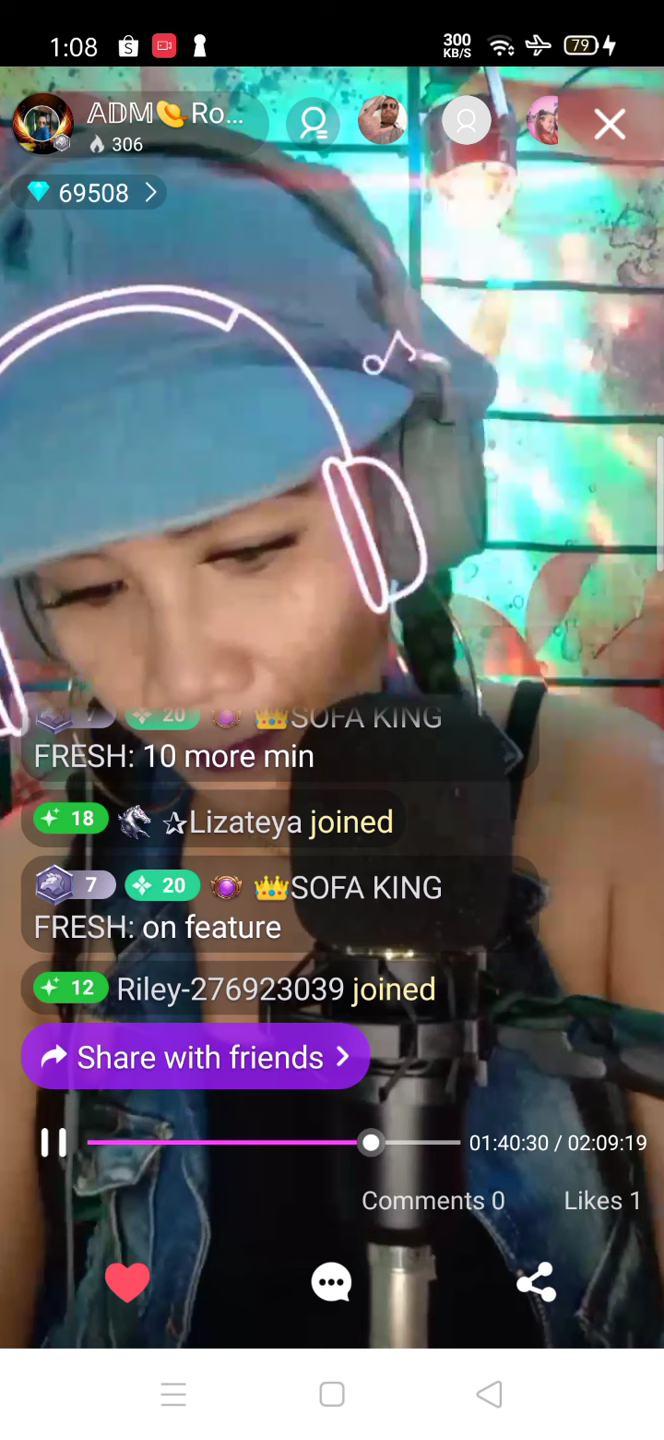 1:08
300
KB/S
79
𝔸𝔻𝕄👒Ro...
306
69508
7 20 👑SOFA KING
FRESH: 10 more min
18 ☆Lizateya joined
7 20 👑SOFA KING
FRESH: on feature
12 Riley-276923039 joined
Share with friends
01:40:30 / 02:09:19
Comments 0 Likes 1